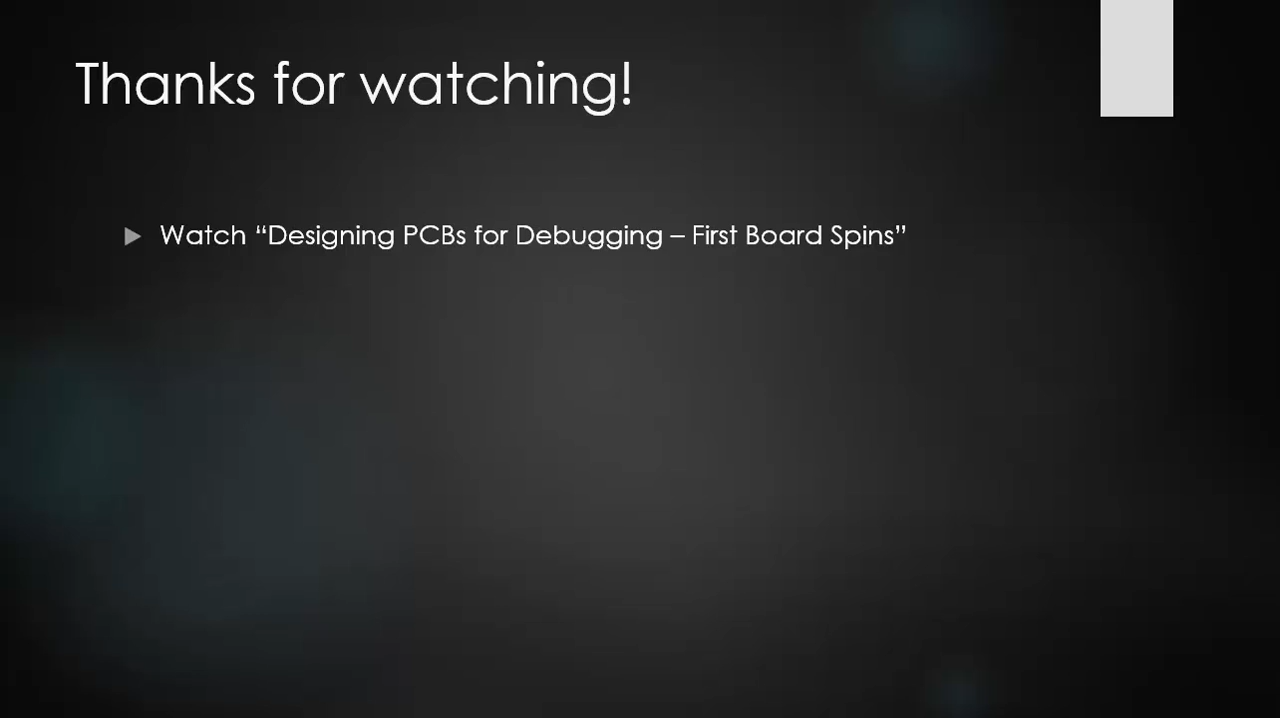 Thanks for watching!
Watch “Designing PCBs for Debugging – First Board Spins”